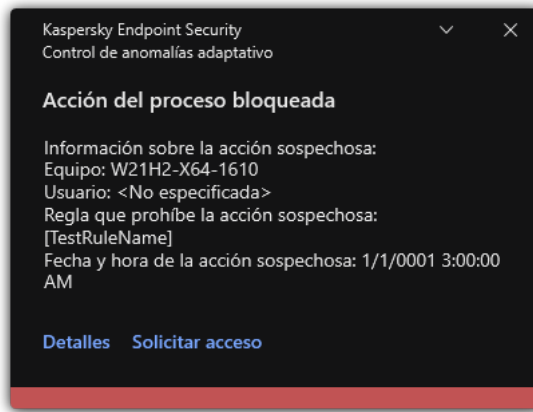 Kaspersky Endpoint Security
Control de anomalías adaptativo
Acción del proceso bloqueada
Información sobre la acción sospechosa:
Equipo: W21H2-X64-1610
Usuario: <No especificada>
Regla que prohíbe la acción sospechosa:
[TestRuleName]
Fecha y hora de la acción sospechosa: 1/1/0001 3:00:00
AM
Detalles Solicitar acceso